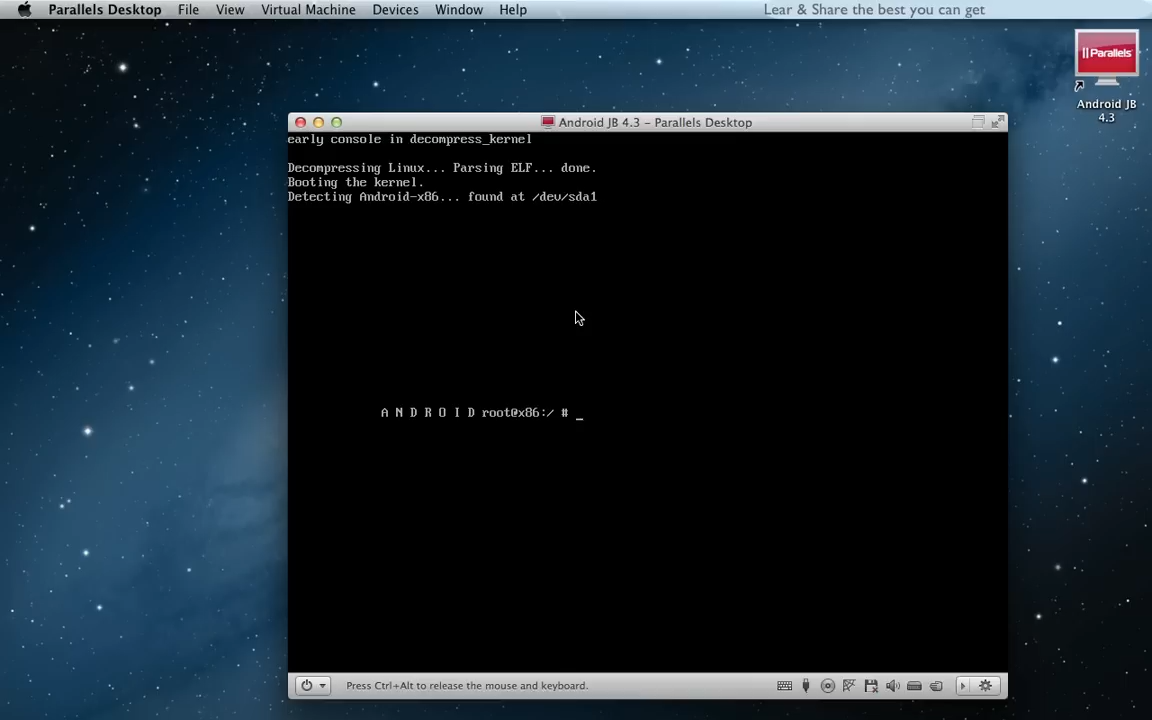 Parallels Desktop File View Virtual Machine Devices Window Help Lear & Share the best you can get
|| Parallels
Android JB
4.3
Android JB 4.3 - Parallels Desktop
early console in decompress_kernel
Decompressing Linux... Parsing ELF... done.
Booting the kernel.
Detecting Android-x86... found at /dev/sda1
A N D R O I D root@x86:/ # _
Press Ctrl+Alt to release the mouse and keyboard.